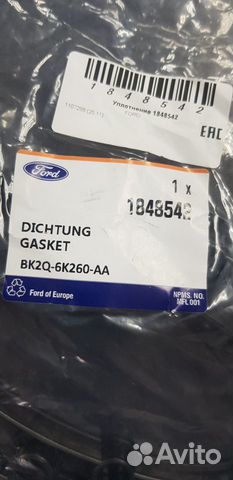 1848542
Уплотнение 1848542
FORD
EAC
Ford
1 x
1848542
DICHTUNG
GASKET
BK2Q-6K260-AA
Ford of Europe
NPMS. NO.
MFL 001
Avito